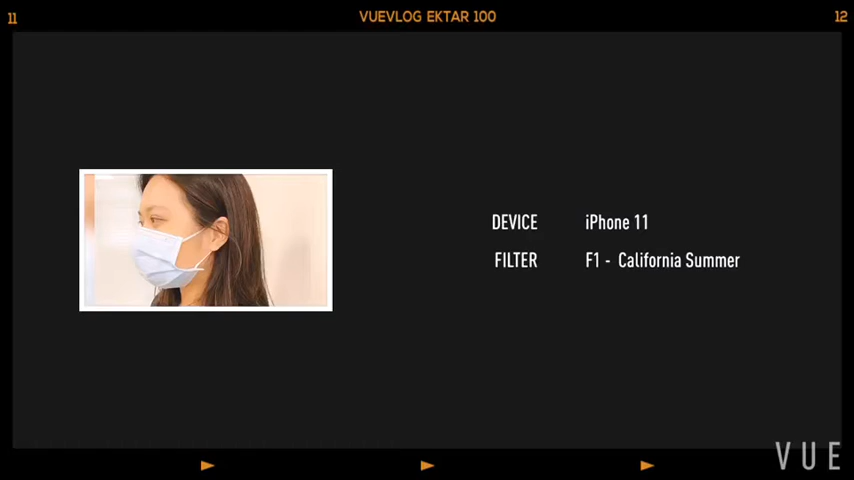 11 VUEVLOG EKTAR 100 12
DEVICE iPhone 11
FILTER F1 - California Summer
VUE